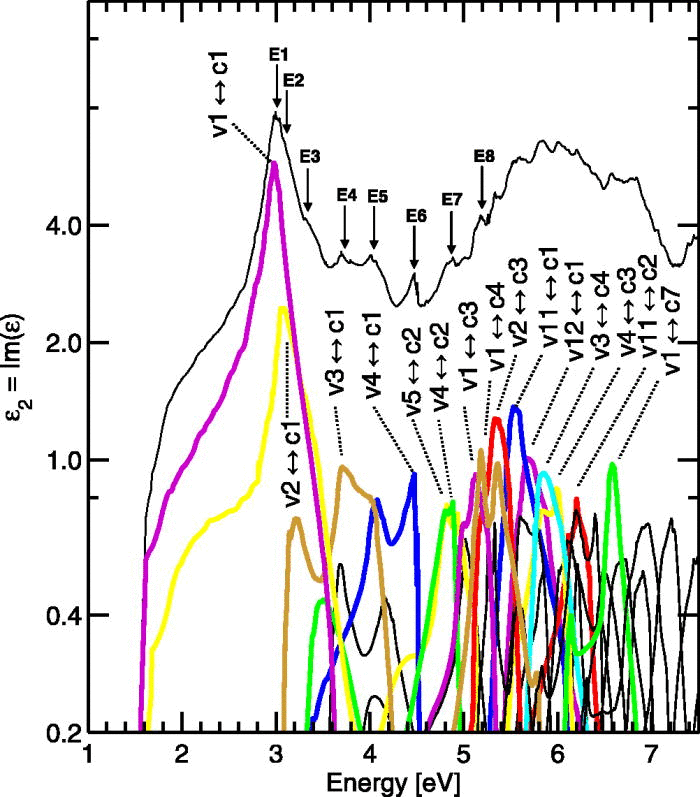 E1
E2
E3
E4
E5
E6
E7
E8
v1 ↔ c1
v2 ↔ c1
v3 ↔ c1
v4 ↔ c1
v5 ↔ c2
v4 ↔ c2
v1 ↔ c3
v1 ↔ c4
v2 ↔ c3
v11 ↔ c1
v12 ↔ c1
v3 ↔ c4
v4 ↔ c3
v11 ↔ c2
v1 ↔ c7
4.0
2.0
1.0
0.4
0.2
ε2 = Im(ε)
1 2 3 4 5 6 7
Energy [eV]